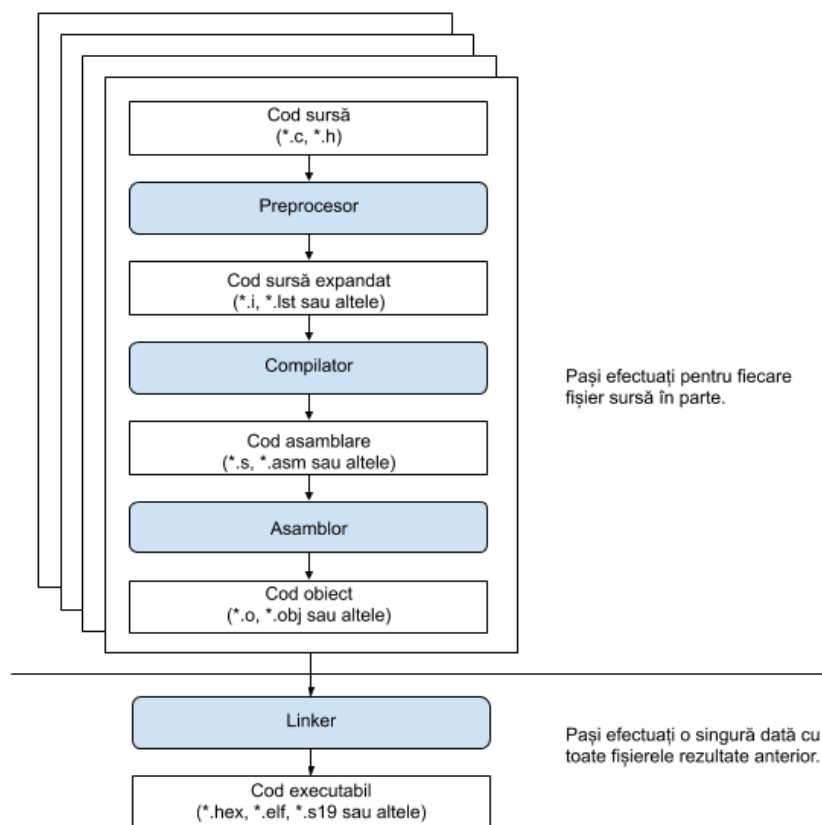 Cod sursă
(*.c, *.h)
Preprocesor
Cod sursă expandat
(*.i, *.lst sau altele)
Compilator
Pași efectuați pentru fiecare
fișier sursă în parte.
Cod asamblare
(*.s, *.asm sau altele)
Asamblor
Cod obiect
(*.o, *.obj sau altele)
Linker
Pași efectuați o singură dată cu
toate fișierele rezultate anterior.
Cod executabil
(*.hex, *.elf, *.s19 sau altele)